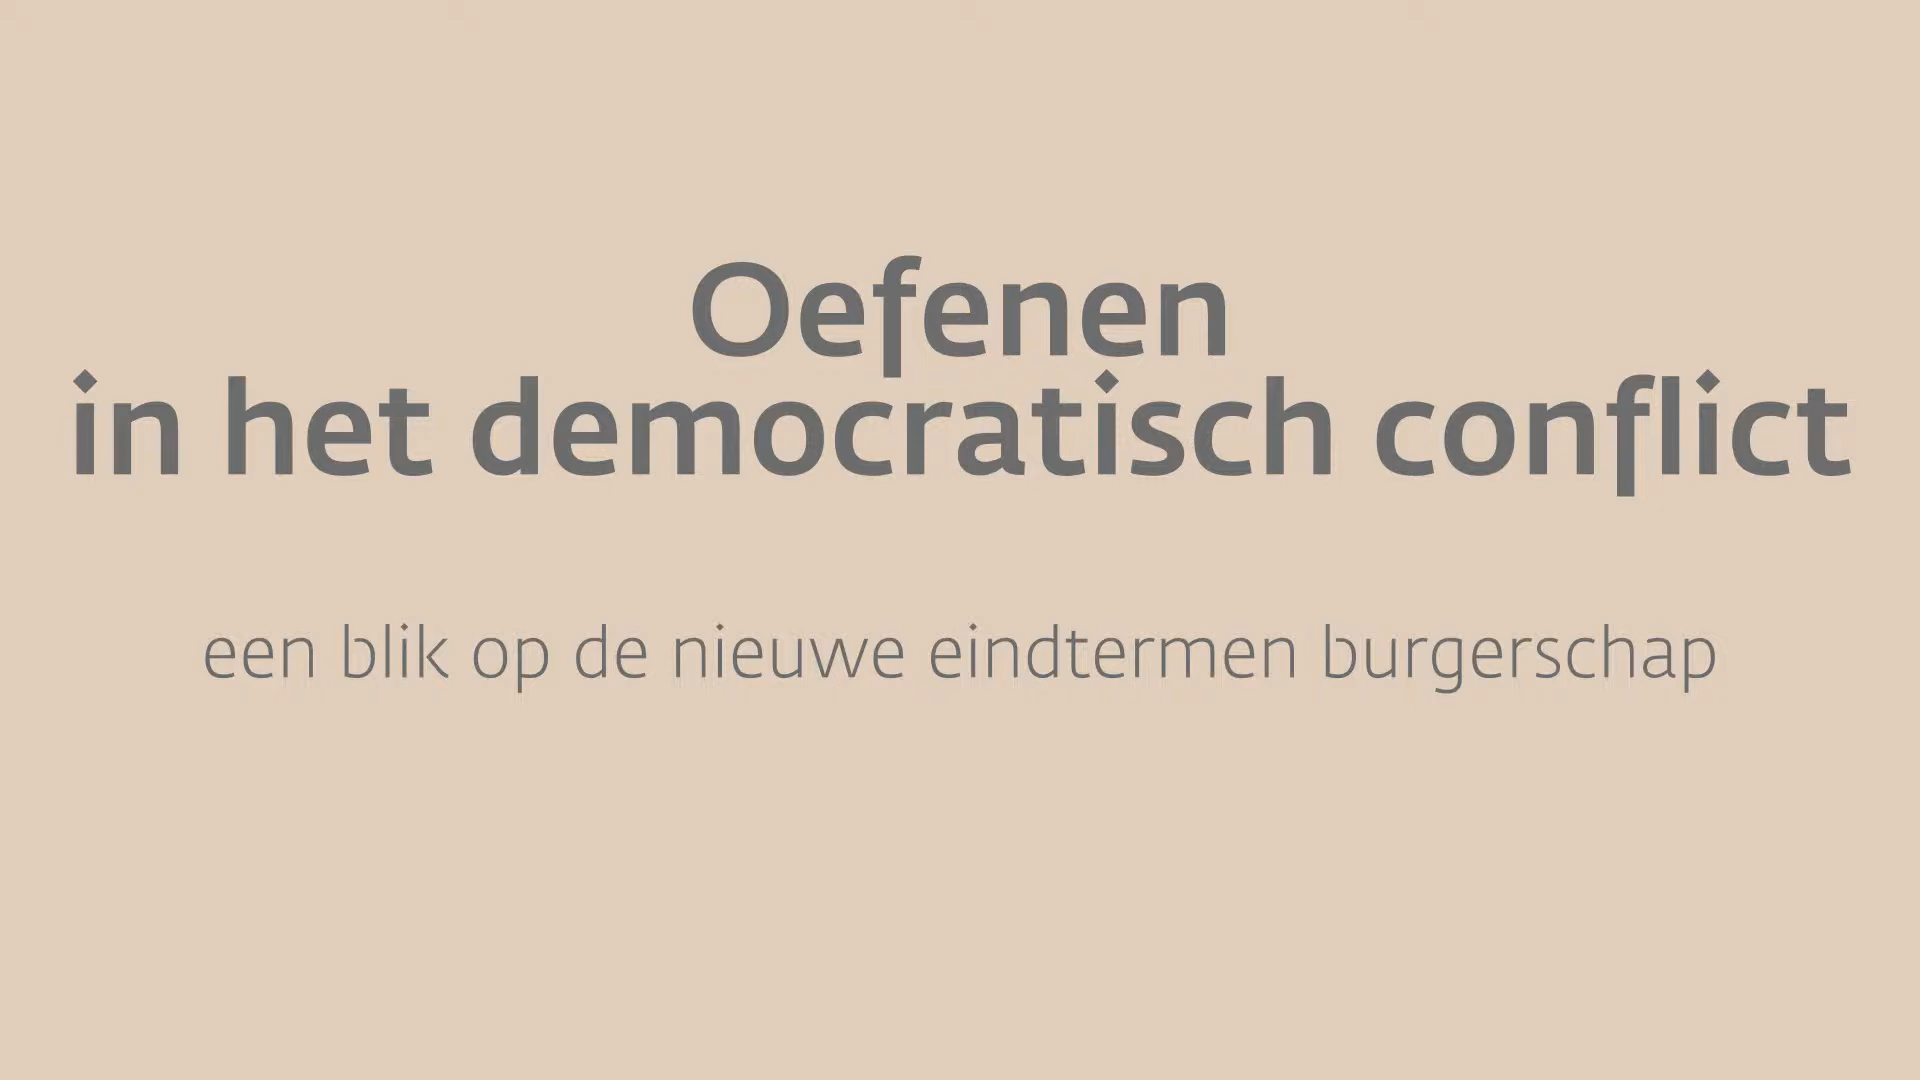 Oefenen
in het democratisch conflict
een blik op de nieuwe eindtermen burgerschap